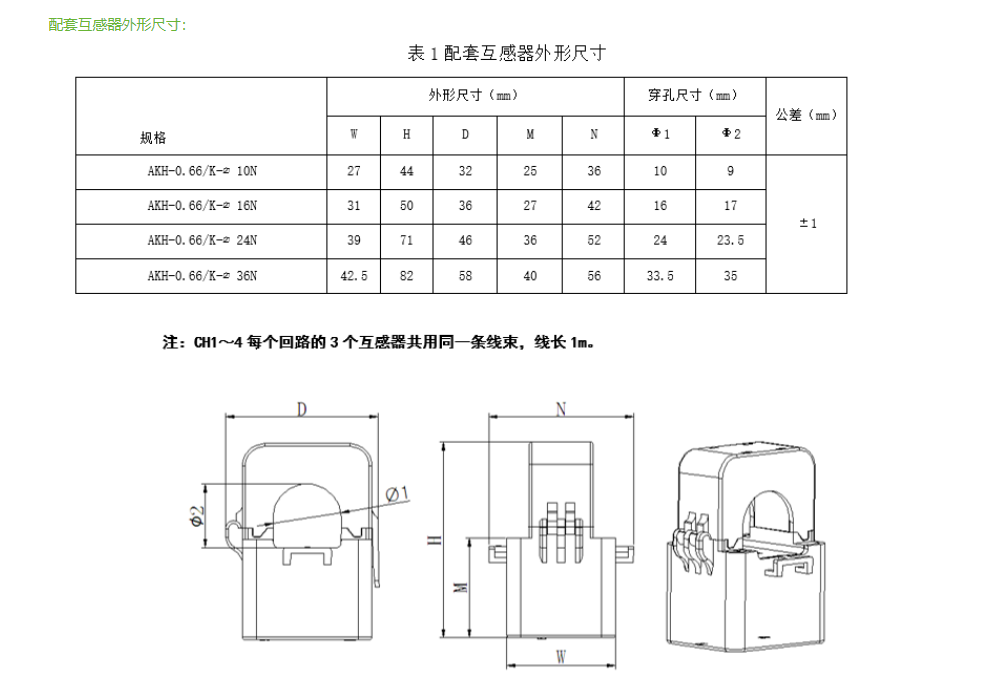 配套互感器外形尺寸:
表 1 配套互感器外形尺寸
规格 外形尺寸（mm） 穿孔尺寸（mm） 公差（mm）
W H D M N Φ1 Φ2
AKH-0.66/K-⌀ 10N 27 44 32 25 36 10 9 ±1
AKH-0.66/K-⌀ 16N 31 50 36 27 42 16 17
AKH-0.66/K-⌀ 24N 39 71 46 36 52 24 23.5
AKH-0.66/K-⌀ 36N 42.5 82 58 40 56 33.5 35
注：CH1～4 每个回路的 3 个互感器共用同一条线束，线长 1m。
D
N
∅1
ϕ2
H
M
W